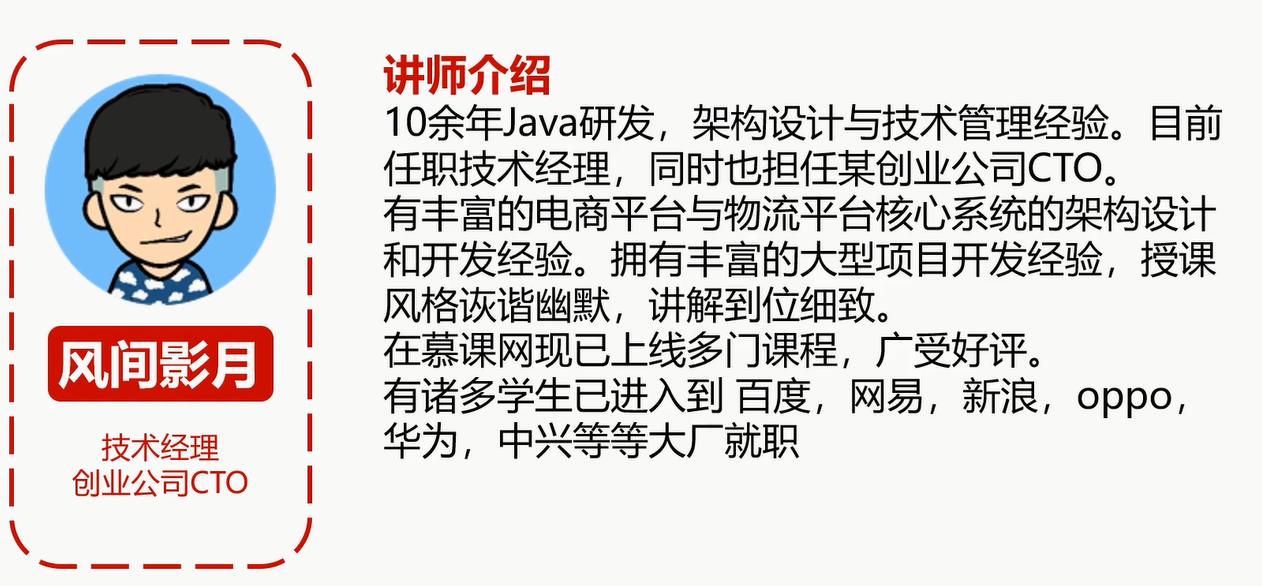 风间影月
技术经理
创业公司CTO
讲师介绍
10余年Java研发，架构设计与技术管理经验。目前
任职技术经理，同时也担任某创业公司CTO。
有丰富的电商平台与物流平台核心系统的架构设计
和开发经验。拥有丰富的大型项目开发经验，授课
风格诙谐幽默，讲解到位细致。
在慕课网现已上线多门课程，广受好评。
有诸多学生已进入到 百度，网易，新浪，oppo，
华为，中兴等等大厂就职